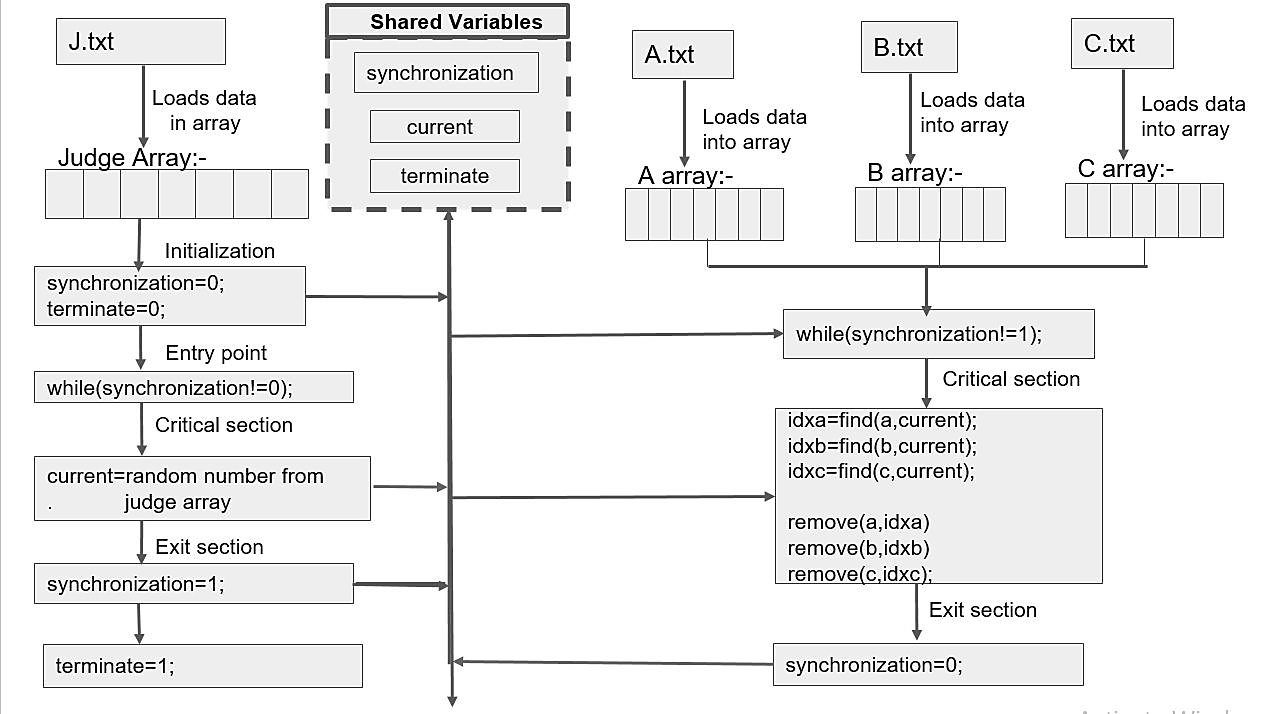 J.txt
Loads data
in array
Judge Array:-
Initialization
synchronization=0;
terminate=0;
Entry point
while(synchronization!=0);
Critical section
current=random number from
. judge array
Exit section
synchronization=1;
terminate=1;
Shared Variables
synchronization
current
terminate
A.txt
Loads data
into array
A array:-
B.txt
Loads data
into array
B array:-
C.txt
Loads data
into array
C array:-
while(synchronization!=1);
Critical section
idxa=find(a,current);
idxb=find(b,current);
idxc=find(c,current);
remove(a,idxa)
remove(b,idxb)
remove(c,idxc);
Exit section
synchronization=0;